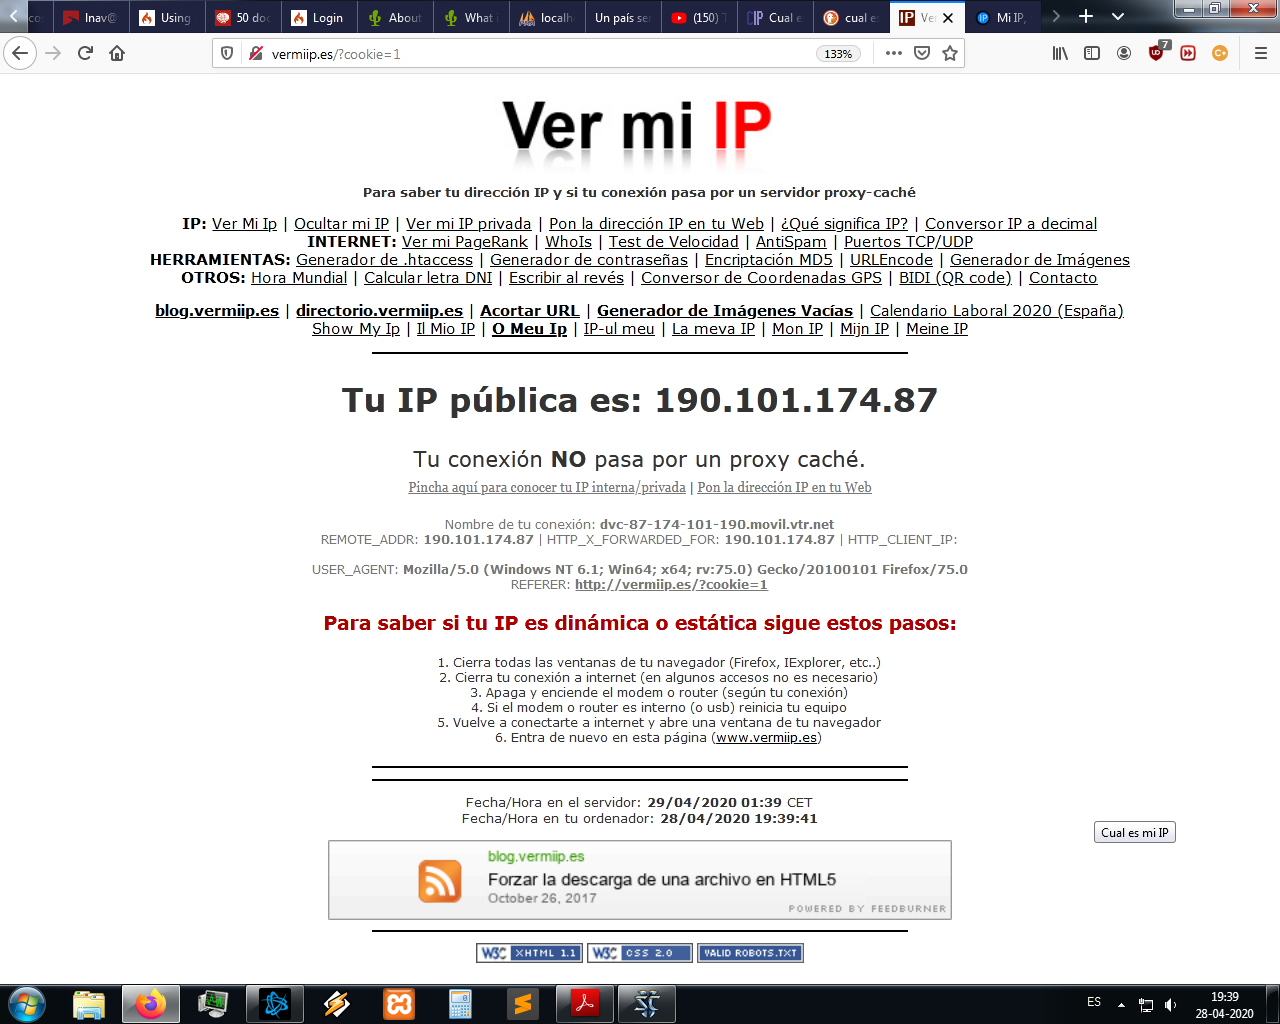 co
Inav@
Using
50 doc
Login
About
What i
localh
Un país ser
(150) T
Cual e
cual es
Ve
Mi IP,
vermiip.es/?cookie=1
133%
7
Ver mi IP
Para saber tu dirección IP y si tu conexión pasa por un servidor proxy-caché
IP: Ver Mi Ip | Ocultar mi IP | Ver mi IP privada | Pon la dirección IP en tu Web | ¿Qué significa IP? | Conversor IP a decimal
INTERNET: Ver mi PageRank | WhoIs | Test de Velocidad | AntiSpam | Puertos TCP/UDP
HERRAMIENTAS: Generador de .htaccess | Generador de contraseñas | Encriptación MD5 | URLEncode | Generador de Imágenes
OTROS: Hora Mundial | Calcular letra DNI | Escribir al revés | Conversor de Coordenadas GPS | BIDI (QR code) | Contacto
blog.vermiip.es | directorio.vermiip.es | Acortar URL | Generador de Imágenes Vacías | Calendario Laboral 2020 (España)
Show My Ip | Il Mio IP | O Meu Ip | IP-ul meu | La meva IP | Mon IP | Mijn IP | Meine IP
Tu IP pública es: 190.101.174.87
Tu conexión NO pasa por un proxy caché.
Pincha aquí para conocer tu IP interna/privada | Pon la dirección IP en tu Web
Nombre de tu conexión: dvc-87-174-101-190.movil.vtr.net
REMOTE_ADDR: 190.101.174.87 | HTTP_X_FORWARDED_FOR: 190.101.174.87 | HTTP_CLIENT_IP:
USER_AGENT: Mozilla/5.0 (Windows NT 6.1; Win64; x64; rv:75.0) Gecko/20100101 Firefox/75.0
REFERER: http://vermiip.es/?cookie=1
Para saber si tu IP es dinámica o estática sigue estos pasos:
1. Cierra todas las ventanas de tu navegador (Firefox, IExplorer, etc..)
2. Cierra tu conexión a internet (en algunos accesos no es necesario)
3. Apaga y enciende el modem o router (según tu conexión)
4. Si el modem o router es interno (o usb) reinicia tu equipo
5. Vuelve a conectarte a internet y abre una ventana de tu navegador
6. Entra de nuevo en esta página (www.vermiip.es)
Fecha/Hora en el servidor: 29/04/2020 01:39 CET
Fecha/Hora en tu ordenador: 28/04/2020 19:39:41
Cual es mi IP
blog.vermiip.es
Forzar la descarga de una archivo en HTML5
October 26, 2017
POWERED BY FEEDBURNER
W3C XHTML 1.1
W3C CSS 2.0
VALID ROBOTS.TXT
ES
19:39
28-04-2020